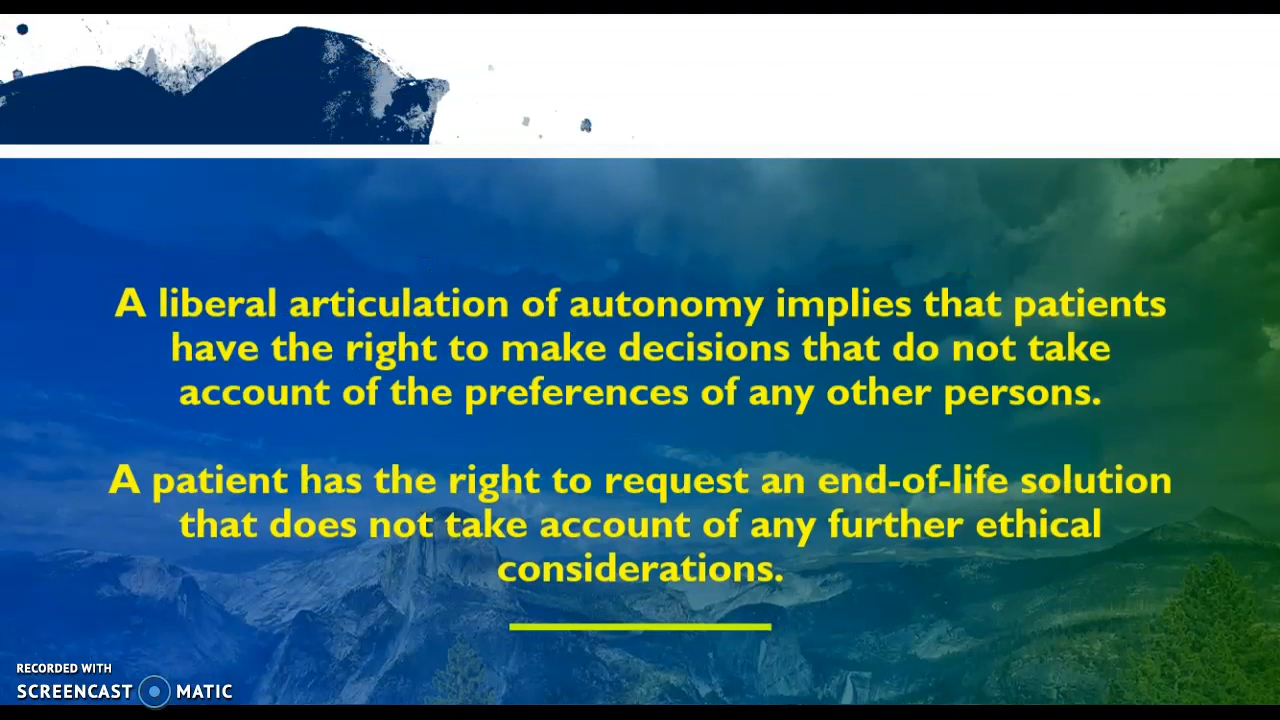 A liberal articulation of autonomy implies that patients
have the right to make decisions that do not take
account of the preferences of any other persons.
A patient has the right to request an end-of-life solution
that does not take account of any further ethical
considerations.
RECORDED WITH
SCREENCAST MATIC